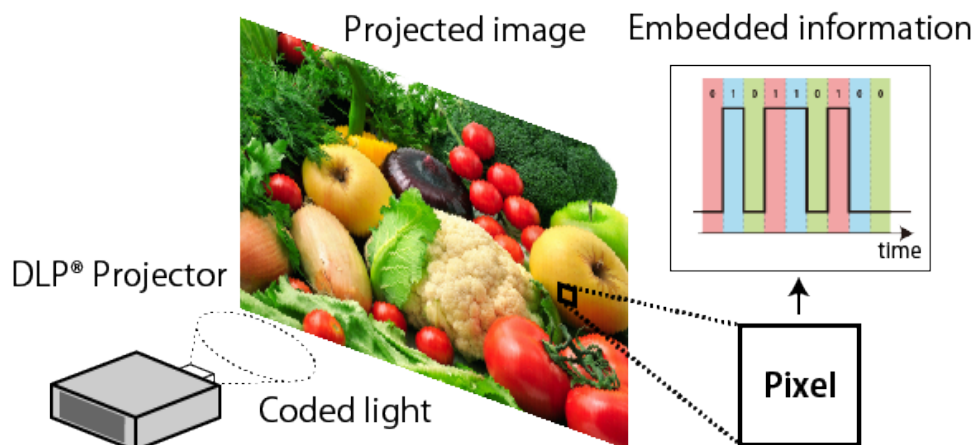 Projected image
Embedded information
0 1 0 1 1 0 1 0 0
time
DLP® Projector
Coded light
Pixel